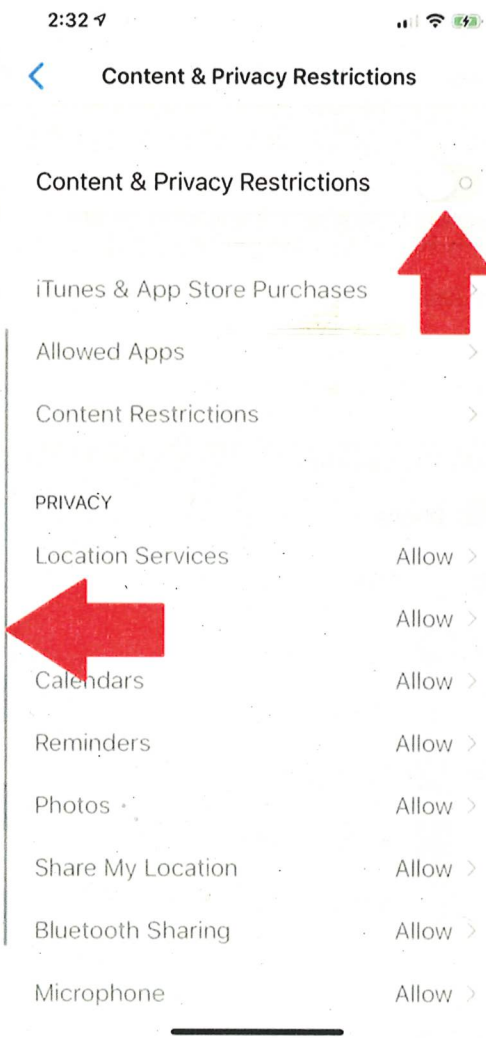 2:32
Content & Privacy Restrictions
Content & Privacy Restrictions
iTunes & App Store Purchases
Allowed Apps
Content Restrictions
PRIVACY
Location Services Allow
Allow
Calendars Allow
Reminders Allow
Photos Allow
Share My Location Allow
Bluetooth Sharing Allow
Microphone Allow